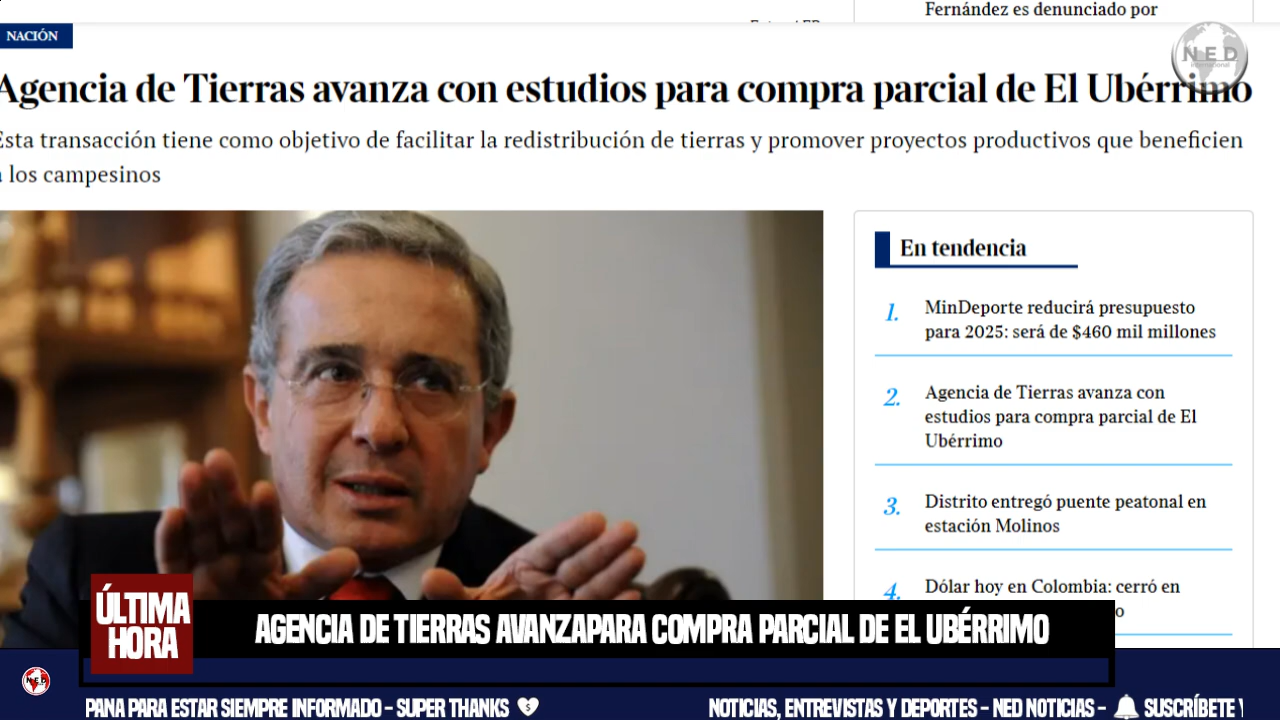 Fernández es denunciado por
NACIÓN
NED
international
Agencia de Tierras avanza con estudios para compra parcial de El Ubérrimo
Esta transacción tiene como objetivo de facilitar la redistribución de tierras y promover proyectos productivos que beneficien
a los campesinos
En tendencia
1. MinDeporte reducirá presupuesto
para 2025: será de $460 mil millones
2. Agencia de Tierras avanza con
estudios para compra parcial de El
Ubérrimo
3. Distrito entregó puente peatonal en
estación Molinos
4. Dólar hoy en Colombia: cerró en
ÚLTIMA
HORA
AGENCIA DE TIERRAS AVANZAPARA COMPRA PARCIAL DE EL UBÉRRIMO
NED
PANA PARA ESTAR SIEMPRE INFORMADO - SUPER THANKS
NOTICIAS, ENTREVISTAS Y DEPORTES - NED NOTICIAS - SUSCRÍBETE Y